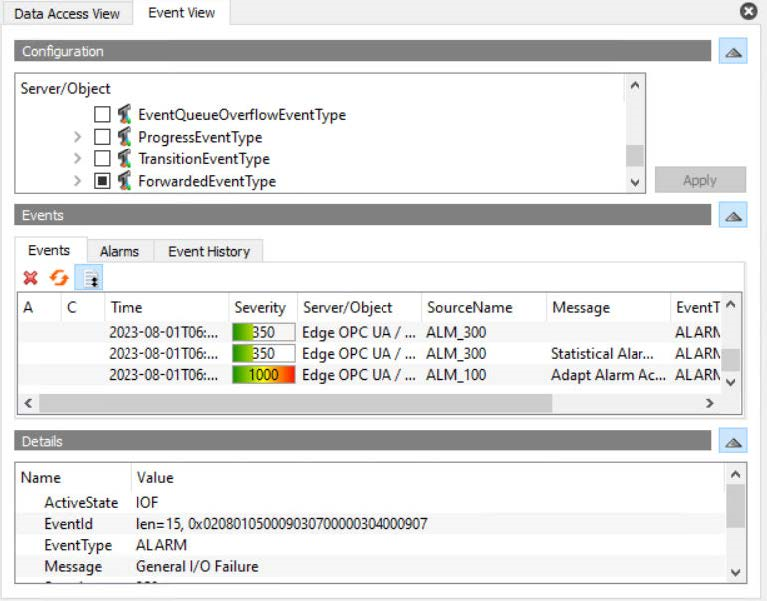 Data Access View Event View
Configuration
Server/Object
EventQueueOverflowEventType
ProgressEventType
TransitionEventType
ForwardedEventType
Apply
Events
Events Alarms Event History
A C Time Severity Server/Object SourceName Message EventT
2023-08-01T06:... 350 Edge OPC UA / ... ALM_300 ALARM
2023-08-01T06:... 350 Edge OPC UA / ... ALM_300 Statistical Alar... ALARM
2023-08-01T06:... 1000 Edge OPC UA / ... ALM_100 Adapt Alarm Ac... ALARM
Details
Name Value
ActiveState IOF
EventId len=15, 0x020801050009030700000304000907
EventType ALARM
Message General I/O Failure